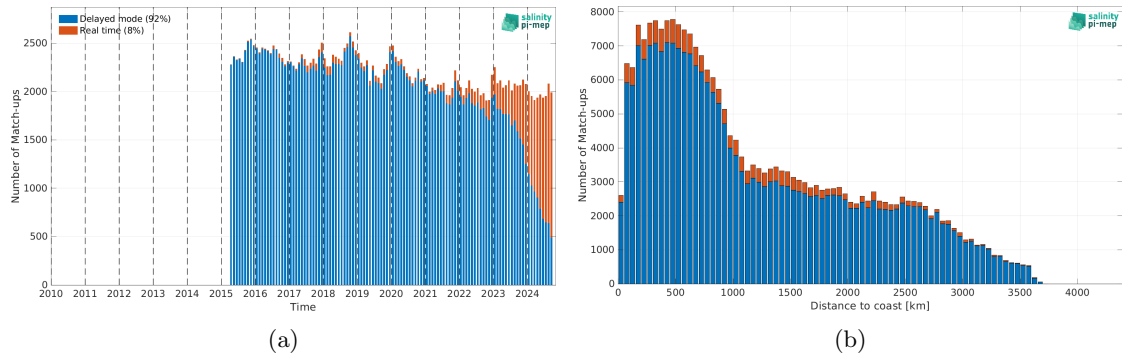 Delayed mode (92%)
Real time (8%)
salinity
pi-mep
Number of Match-ups
2500
2000
1500
1000
500
0
2010 2011 2012 2013 2014 2015 2016 2017 2018 2019 2020 2021 2022 2023 2024
Time
(a)
salinity
pi-mep
Number of Match-ups
8000
7000
6000
5000
4000
3000
2000
1000
0
0 500 1000 1500 2000 2500 3000 3500 4000
Distance to coast [km]
(b)